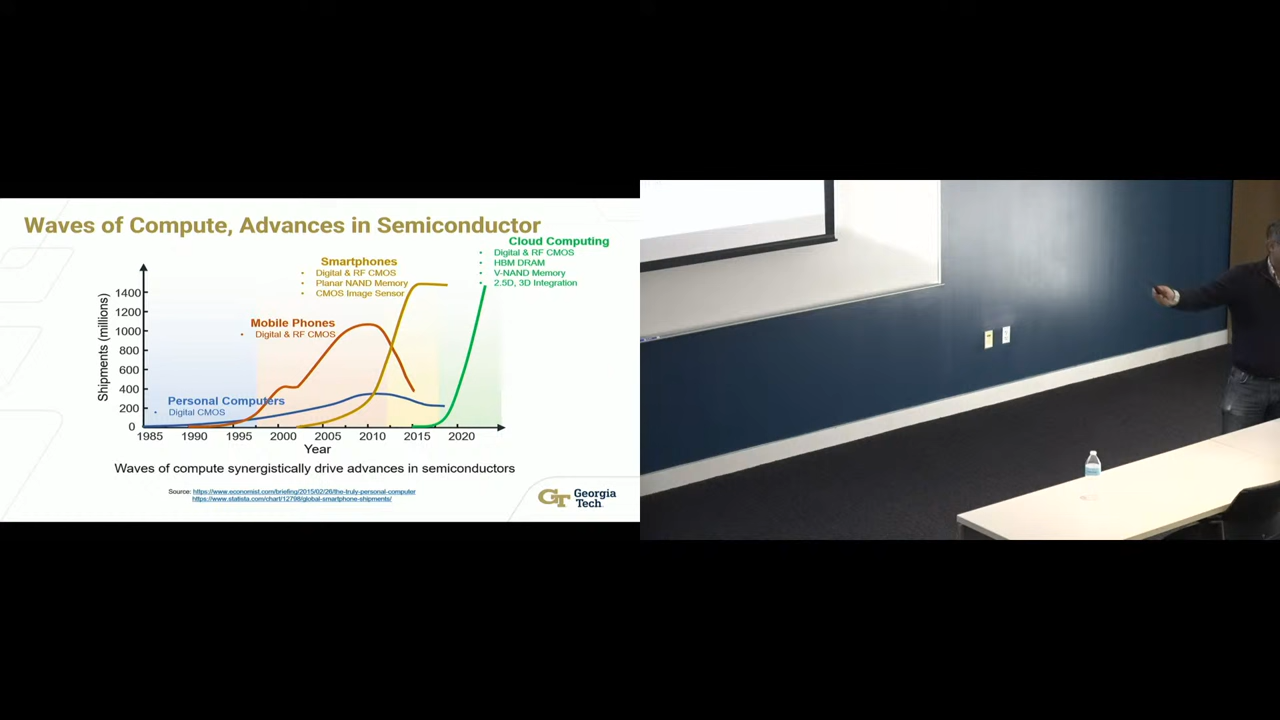 Waves of Compute, Advances in Semiconductor
Cloud Computing
• Digital & RF CMOS
• HBM DRAM
• V-NAND Memory
• 2.5D, 3D Integration
Smartphones
• Digital & RF CMOS
• Planar NAND Memory
• CMOS Image Sensor
Mobile Phones
• Digital & RF CMOS
Personal Computers
• Digital CMOS
Shipments (millions)
1400
1200
1000
800
600
400
200
0
1985 1990 1995 2000 2005 2010 2015 2020
Year
Waves of compute synergistically drive advances in semiconductors
Source: https://www.economist.com/briefing/2015/02/26/the-truly-personal-computer
https://www.statista.com/chart/12798/global-smartphone-shipments/
GT Georgia
Tech